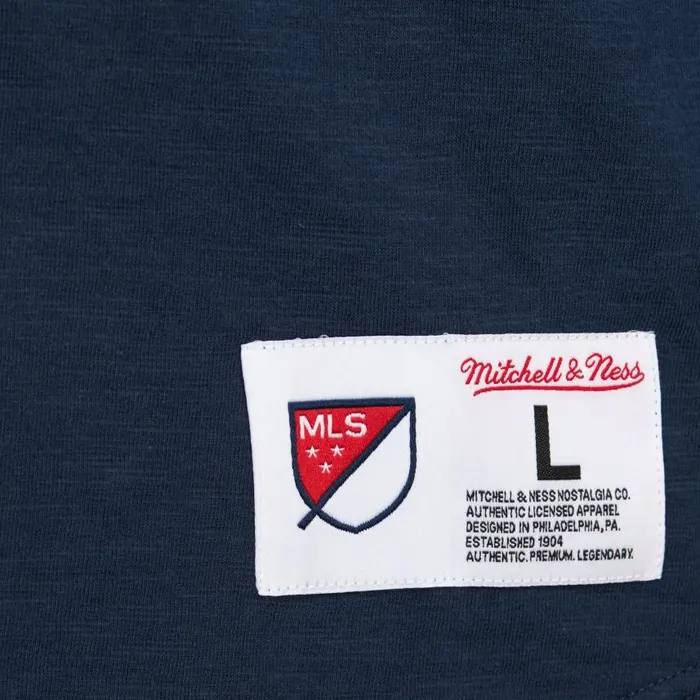 MLS
Mitchell & Ness
L
MITCHELL & NESS NOSTALGIA CO.
AUTHENTIC LICENSED APPAREL
DESIGNED IN PHILADELPHIA, PA.
ESTABLISHED 1904
AUTHENTIC. PREMIUM. LEGENDARY.